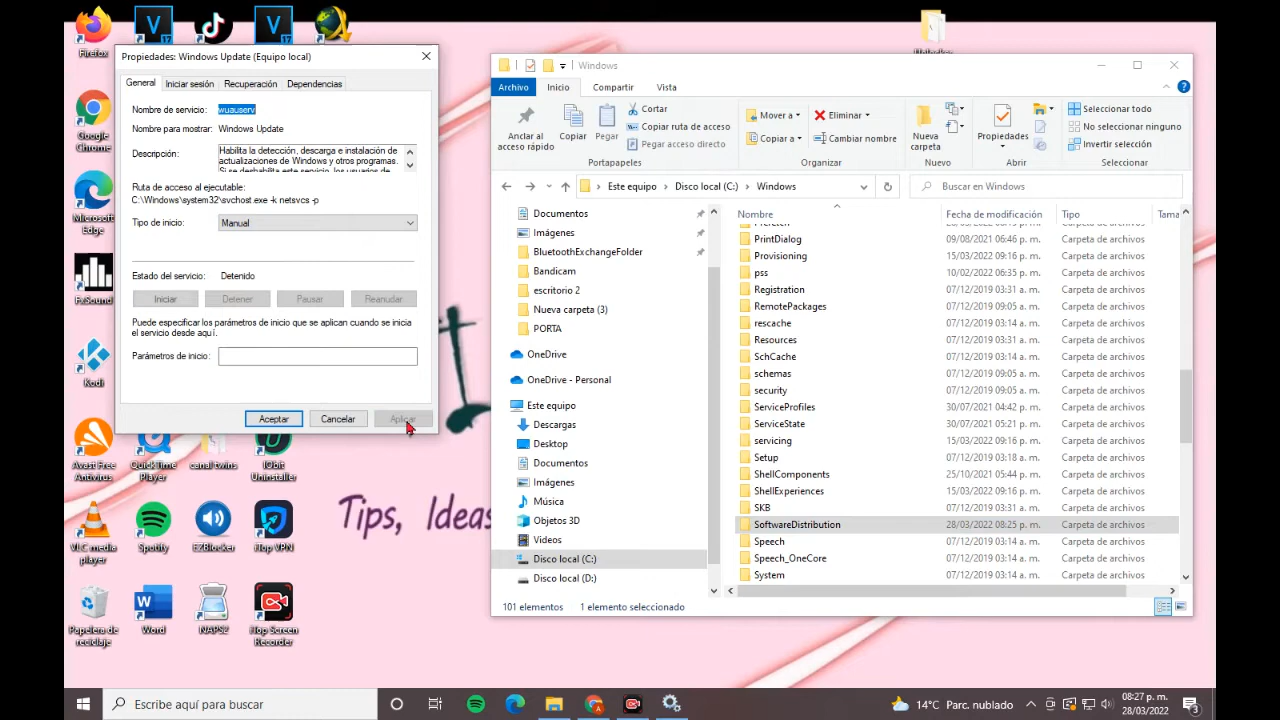 Firefox
Google
Chrome
Microsoft
Edge
FxSound
Kodi
Avast Free
Antivirus
QuickTime
Player
canal twins
IObit
Uninstaller
VLC media
player
Spotify
EZBlocker
Hop VPN
Papelera de
reciclaje
Word
NAPS2
Hop Screen
Recorder
Tips, Ideas
Propiedades: Windows Update (Equipo local)
General
Iniciar sesión
Recuperación
Dependencias
Nombre de servicio: wuauserv
Nombre para mostrar: Windows Update
Descripción: Habilita la detección, descarga e instalación de
actualizaciones de Windows y otros programas.
Si se deshabilita este servicio, los usuarios de
Ruta de acceso al ejecutable:
C:\Windows\system32\svchost.exe -k netsvcs -p
Tipo de inicio: Manual
Estado del servicio: Detenido
Iniciar
Detener
Pausar
Reanudar
Puede especificar los parámetros de inicio que se aplican cuando se inicia
el servicio desde aquí.
Parámetros de inicio:
Aceptar
Cancelar
Aplicar
Windows
Archivo
Inicio
Compartir
Vista
Anclar al
acceso rápido
Copiar
Pegar
Cortar
Copiar ruta de acceso
Pegar acceso directo
Portapapeles
Mover a
Copiar a
Eliminar
Cambiar nombre
Organizar
Nueva
carpeta
Nuevo
Propiedades
Abrir
Seleccionar todo
No seleccionar ninguno
Invertir selección
Seleccionar
Este equipo > Disco local (C:) > Windows
Buscar en Windows
Documentos
Imágenes
BluetoothExchangeFolder
Bandicam
escritorio 2
Nueva carpeta (3)
PORTA
OneDrive
OneDrive - Personal
Este equipo
Descargas
Desktop
Documentos
Imágenes
Música
Objetos 3D
Videos
Disco local (C:)
Disco local (D:)
Nombre Fecha de modificación Tipo Tama
PrintDialog 09/08/2021 06:46 p. m. Carpeta de archivos
Provisioning 15/03/2022 09:16 p. m. Carpeta de archivos
pss 10/02/2022 06:35 p. m. Carpeta de archivos
Registration 07/12/2019 03:31 a. m. Carpeta de archivos
RemotePackages 07/12/2019 09:05 a. m. Carpeta de archivos
rescache 07/12/2019 03:14 a. m. Carpeta de archivos
Resources 07/12/2019 03:31 a. m. Carpeta de archivos
SchCache 07/12/2019 03:14 a. m. Carpeta de archivos
schemas 07/12/2019 03:14 a. m. Carpeta de archivos
security 07/12/2019 09:05 a. m. Carpeta de archivos
ServiceProfiles 30/07/2021 04:42 p. m. Carpeta de archivos
ServiceState 30/07/2021 05:21 p. m. Carpeta de archivos
servicing 15/03/2022 09:16 p. m. Carpeta de archivos
Setup 07/12/2019 03:18 a. m. Carpeta de archivos
ShellComponents 25/10/2021 05:44 p. m. Carpeta de archivos
ShellExperiences 15/03/2022 09:16 p. m. Carpeta de archivos
SKB 07/12/2019 03:14 a. m. Carpeta de archivos
SoftwareDistribution 28/03/2022 08:25 p. m. Carpeta de archivos
Speech 07/12/2019 03:14 a. m. Carpeta de archivos
Speech_OneCore 07/12/2019 03:14 a. m. Carpeta de archivos
System 07/12/2019 03:14 a. m. Carpeta de archivos
101 elementos 1 elemento seleccionado
Escribe aquí para buscar
14°C Parc. nublado
08:27 p. m.
28/03/2022